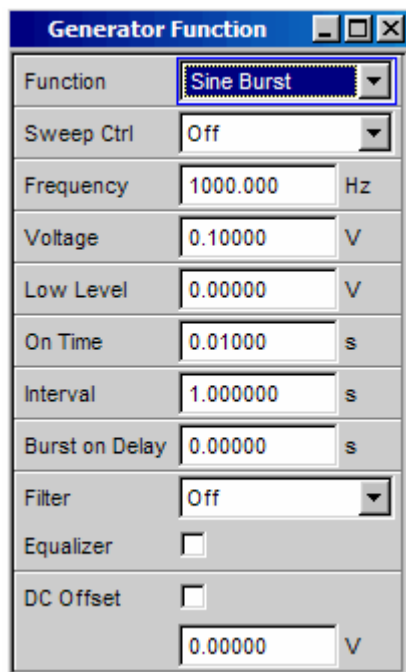 Generator Function
Function Sine Burst
Sweep Ctrl Off
Frequency 1000.000 Hz
Voltage 0.10000 V
Low Level 0.00000 V
On Time 0.01000 s
Interval 1.000000 s
Burst on Delay 0.00000 s
Filter Off
Equalizer
DC Offset
0.00000 V